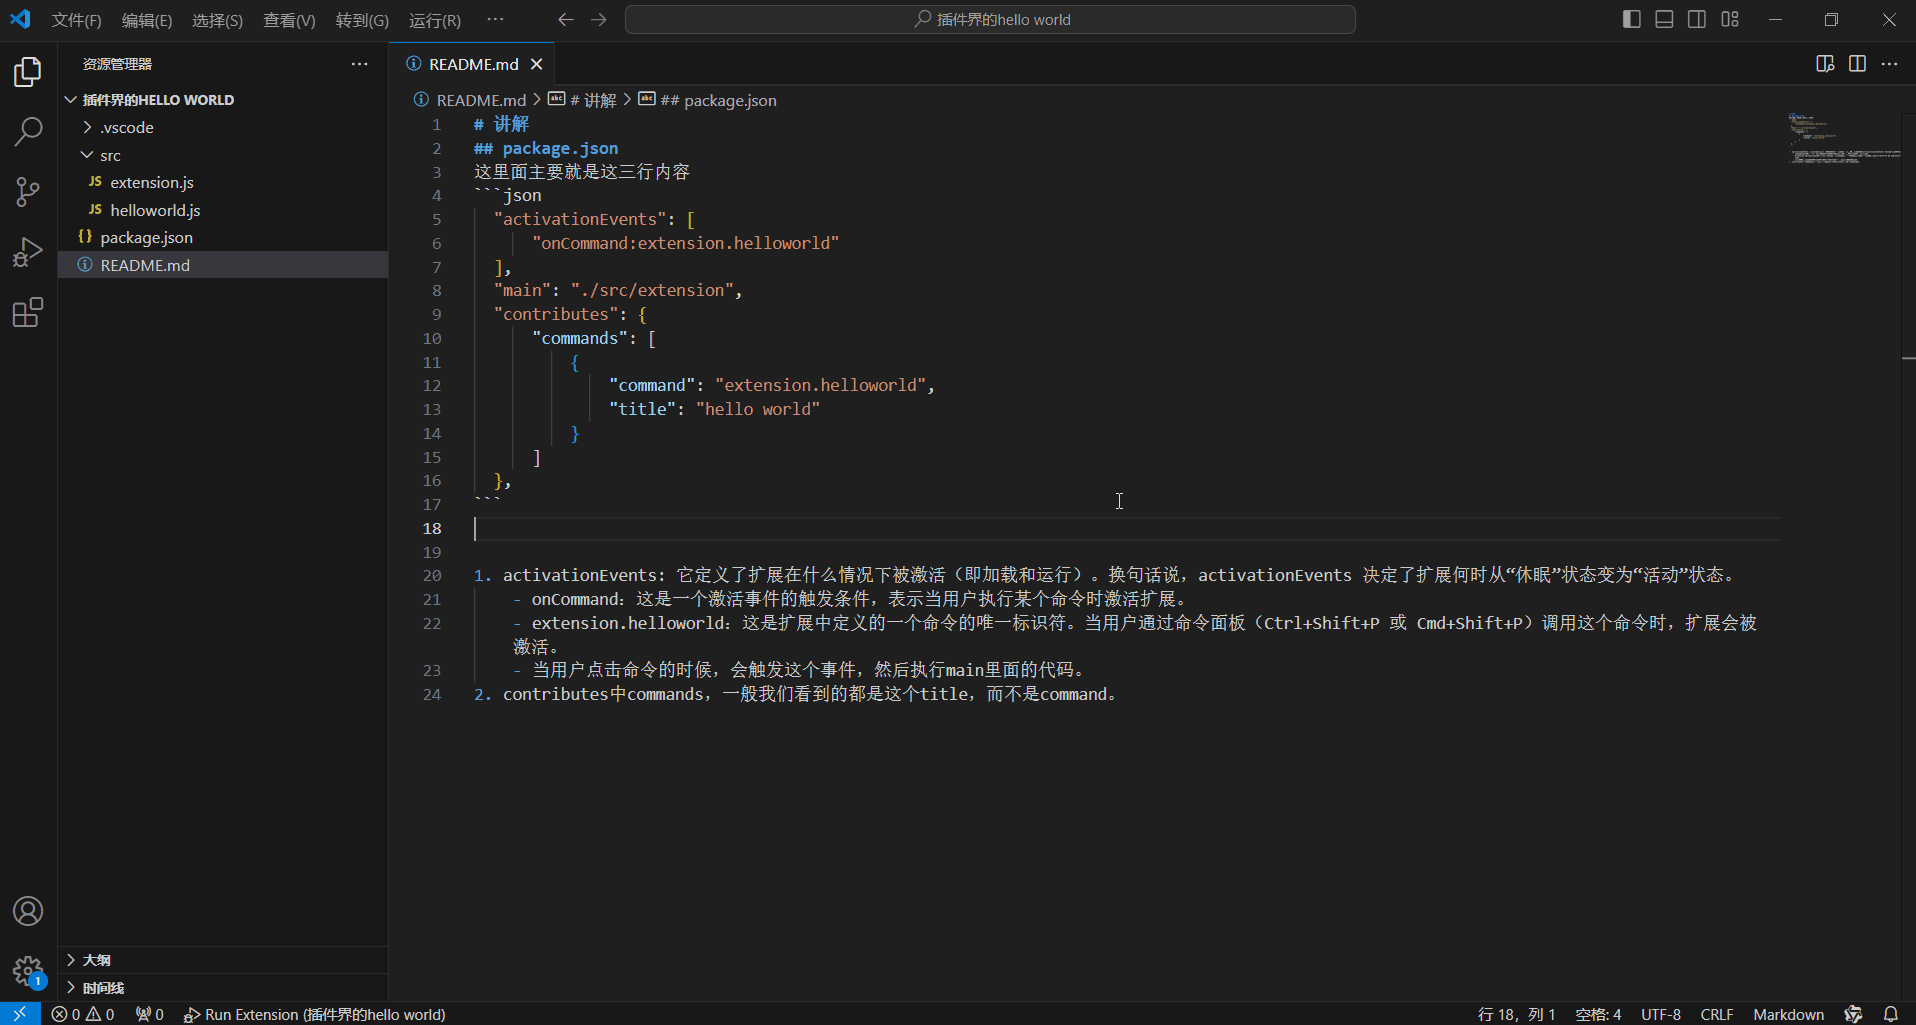 文件(F) 编辑(E) 选择(S) 查看(V) 转到(G) 运行(R) ··· 插件界的hello world
资源管理器
插件界的HELLO WORLD
.vscode
src
JS extension.js
JS helloworld.js
{} package.json
README.md
README.md
README.md > # 讲解 > ## package.json
1 # 讲解
2 ## package.json
3 这里面主要就是这三行内容
4 ```json
5 "activationEvents": [
6 "onCommand:extension.helloworld"
7 ],
8 "main": "./src/extension",
9 "contributes": {
10 "commands": [
11 {
12 "command": "extension.helloworld",
13 "title": "hello world"
14 }
15 ]
16 },
17 ```
18
19
20 1. activationEvents: 它定义了扩展在什么情况下被激活（即加载和运行）。换句话说，activationEvents 决定了扩展何时从“休眠”状态变为“活动”状态。
21 - onCommand：这是一个激活事件的触发条件，表示当用户执行某个命令时激活扩展。
22 - extension.helloworld：这是扩展中定义的一个命令的唯一标识符。当用户通过命令面板（Ctrl+Shift+P 或 Cmd+Shift+P）调用这个命令时，扩展会被
激活。
23 - 当用户点击命令的时候，会触发这个事件，然后执行main里面的代码。
24 2. contributes中commands，一般我们看到的都是这个title，而不是command。
大纲
时间线
1
0 0 0 Run Extension (插件界的hello world) 行 18，列 1 空格: 4 UTF-8 CRLF Markdown